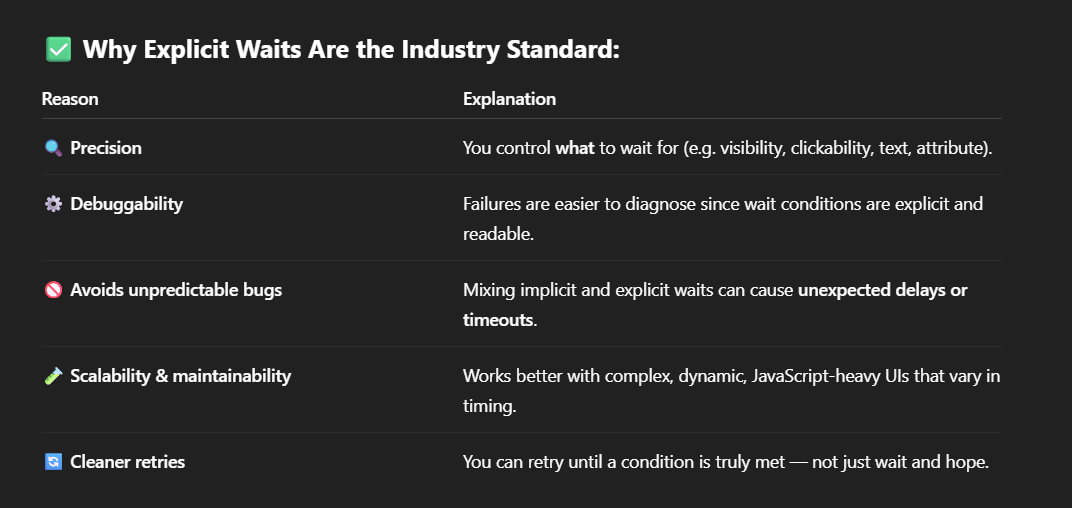 ✅ Why Explicit Waits Are the Industry Standard:
Reason Explanation
🔍 Precision You control what to wait for (e.g. visibility, clickability, text, attribute).
⚙️ Debuggability Failures are easier to diagnose since wait conditions are explicit and
readable.
🚫 Avoids unpredictable bugs Mixing implicit and explicit waits can cause unexpected delays or
timeouts.
🧪 Scalability & maintainability Works better with complex, dynamic, JavaScript-heavy UIs that vary in
timing.
🔄 Cleaner retries You can retry until a condition is truly met — not just wait and hope.